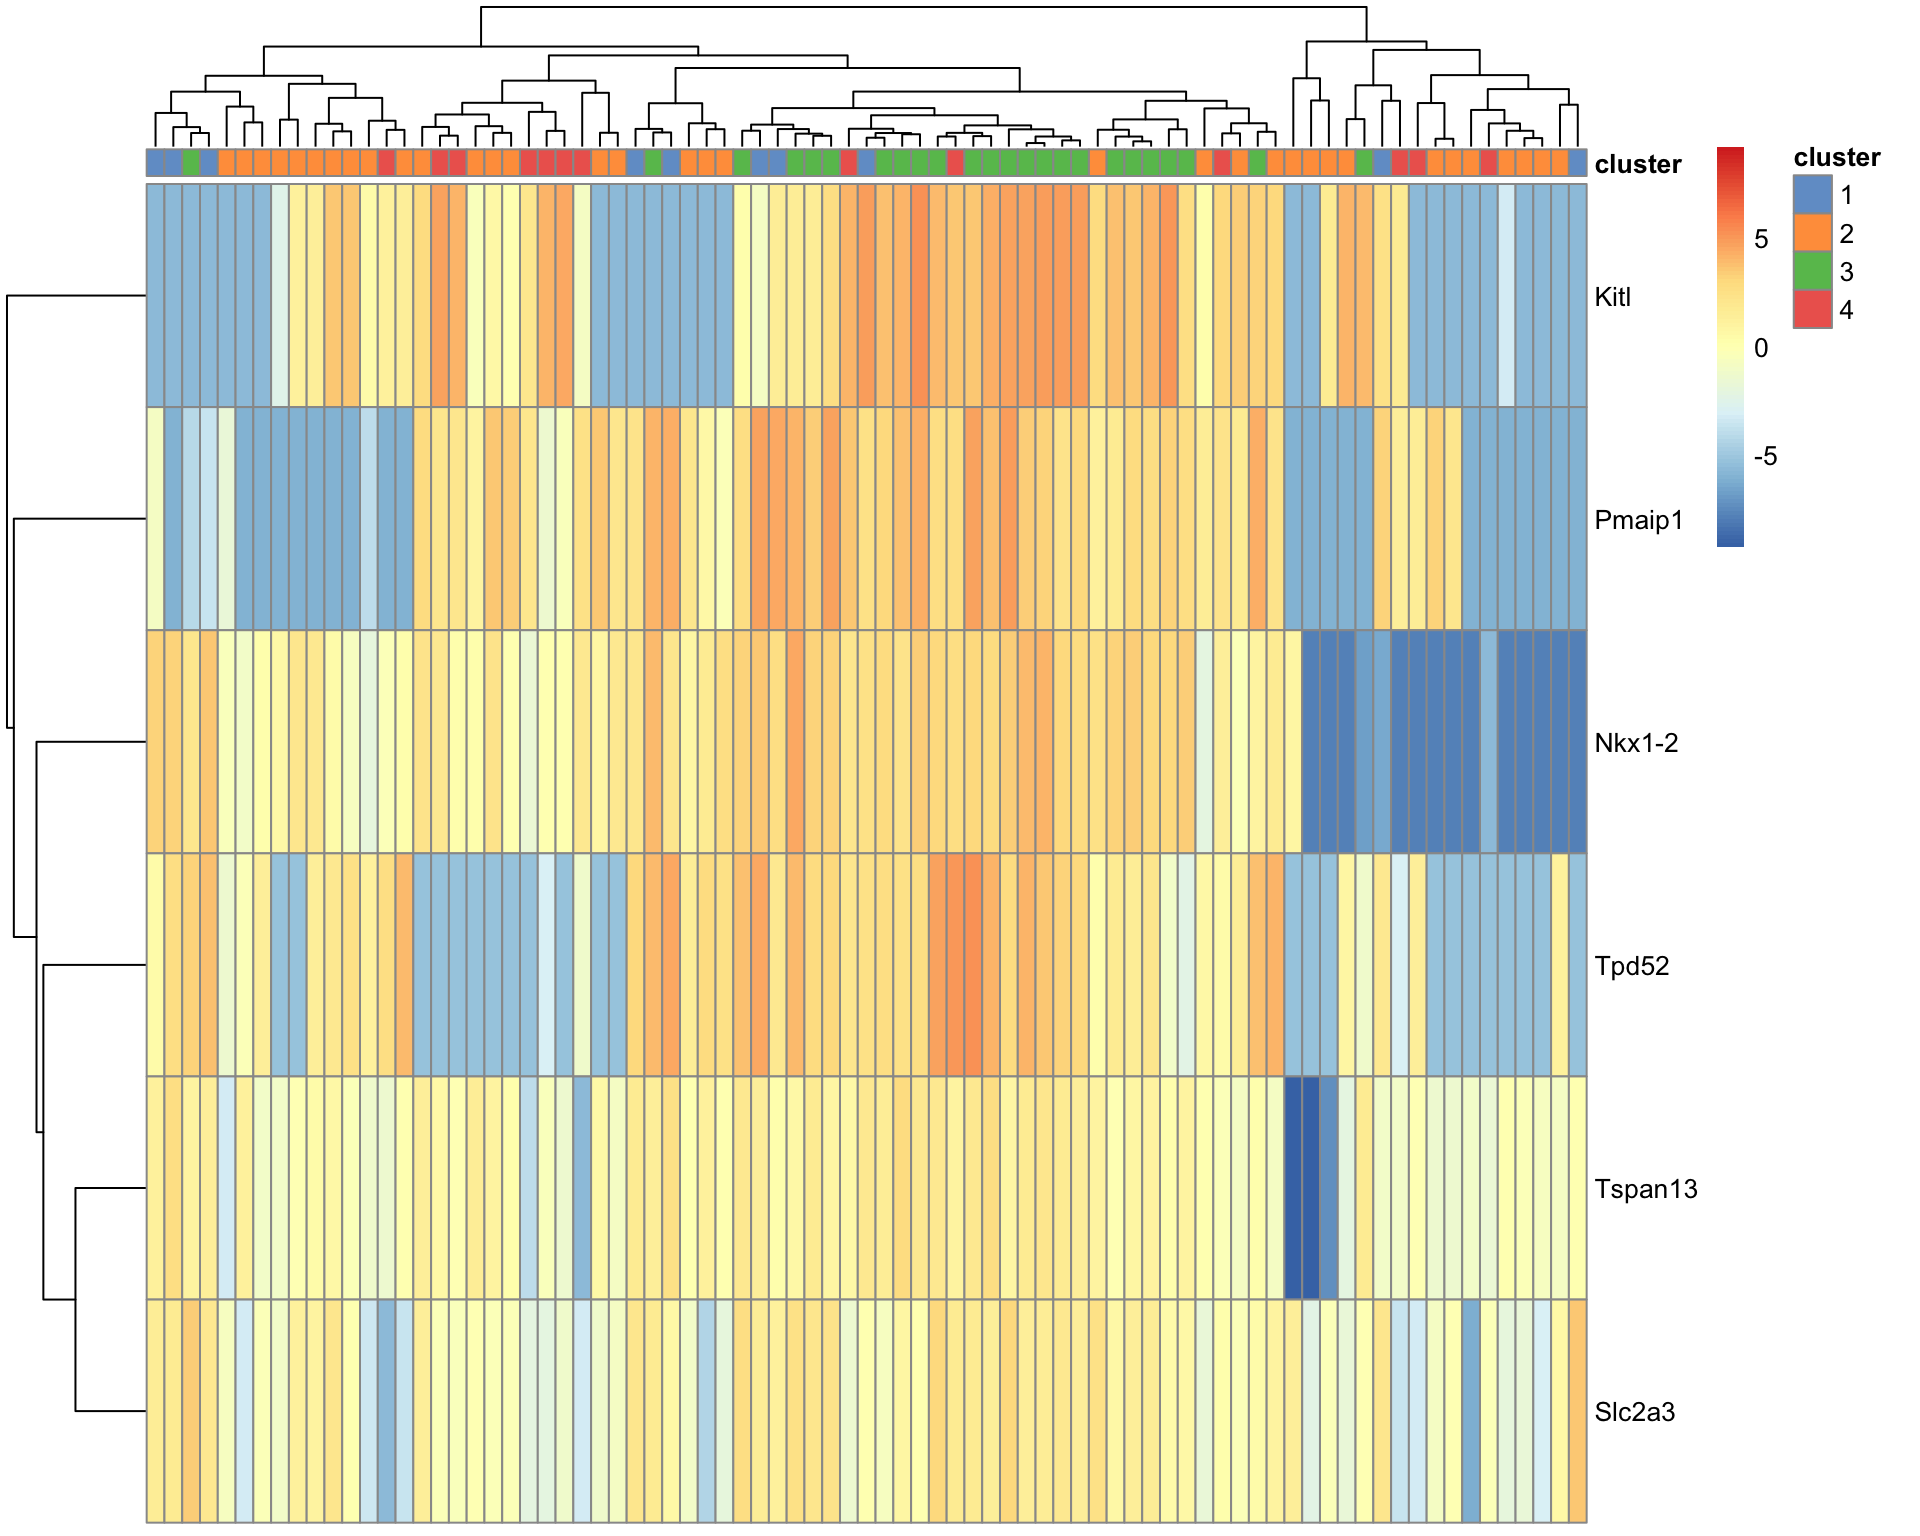 cluster
Kitl
Pmaip1
Nkx1-2
Tpd52
Tspan13
Slc2a3
5
0
-5
cluster
1
2
3
4